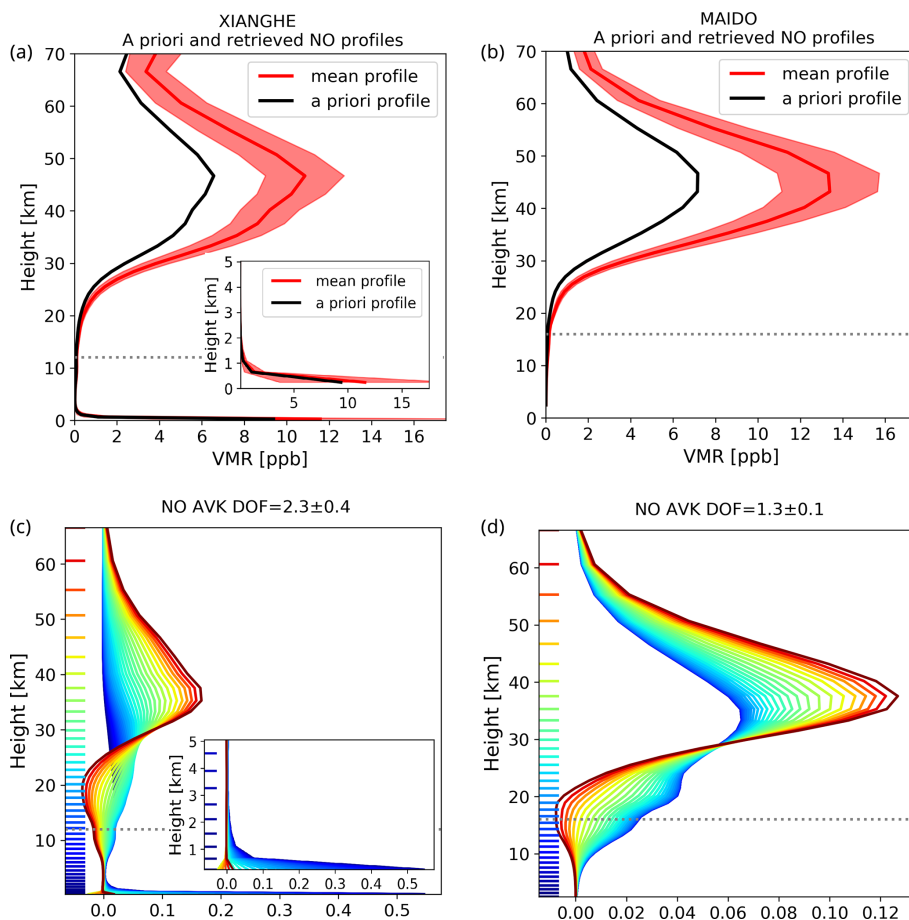 XIANGHE
(a) A priori and retrieved NO profiles
70
60
50
40
30
20
10
0
Height [km]
mean profile
a priori profile
5
4
3
2
1
0
Height [km]
mean profile
a priori profile
5 10 15
0 2 4 6 8 10 12 14 16
VMR [ppb]
MAIDO
(b) A priori and retrieved NO profiles
70
60
50
40
30
20
10
0
Height [km]
mean profile
a priori profile
0 2 4 6 8 10 12 14 16
VMR [ppb]
(c) NO AVK DOF=2.3±0.4
60
50
40
30
20
10
Height [km]
5
4
3
2
1
0
Height [km]
0.0 0.1 0.2 0.3 0.4 0.5
0.0 0.1 0.2 0.3 0.4 0.5
(d) NO AVK DOF=1.3±0.1
60
50
40
30
20
10
Height [km]
0.00 0.02 0.04 0.06 0.08 0.10 0.12